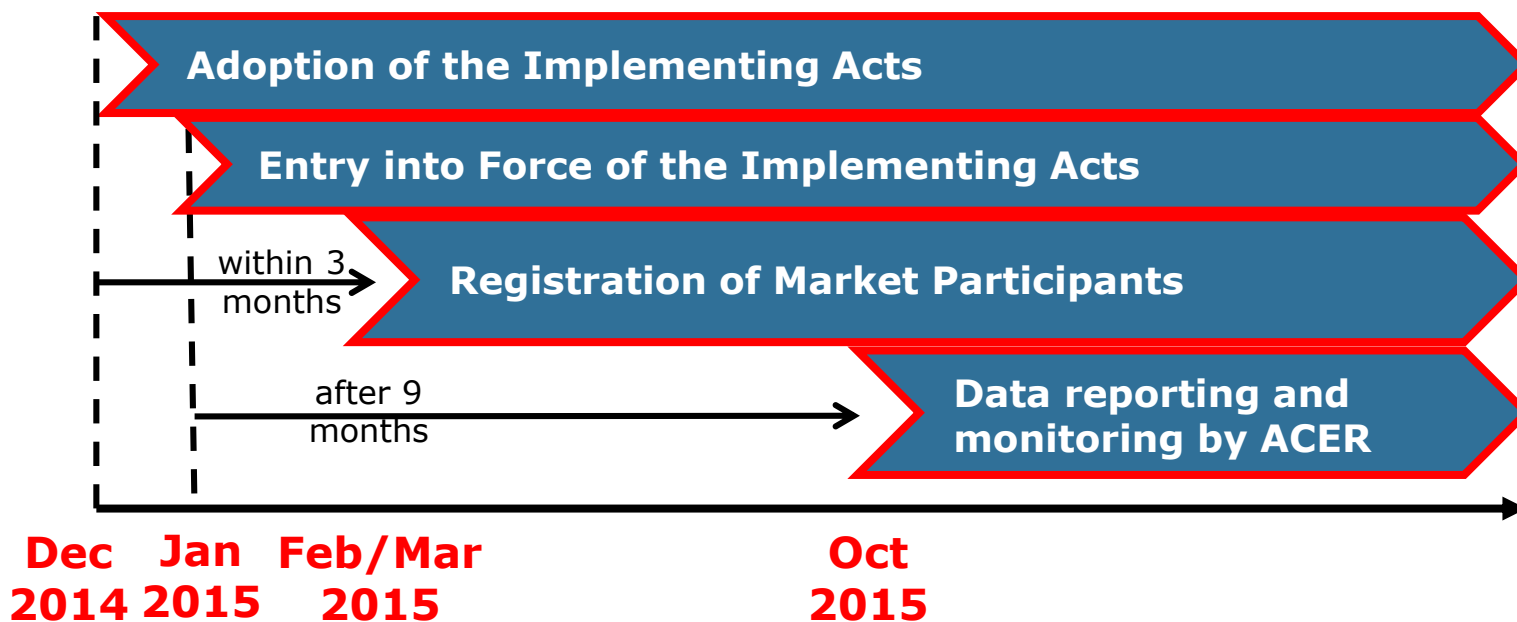 Adoption of the Implementing Acts
Entry into Force of the Implementing Acts
within 3
months
Registration of Market Participants
after 9
months
Data reporting and
monitoring by ACER
Dec
2014
Jan
2015
Feb/Mar
2015
Oct
2015